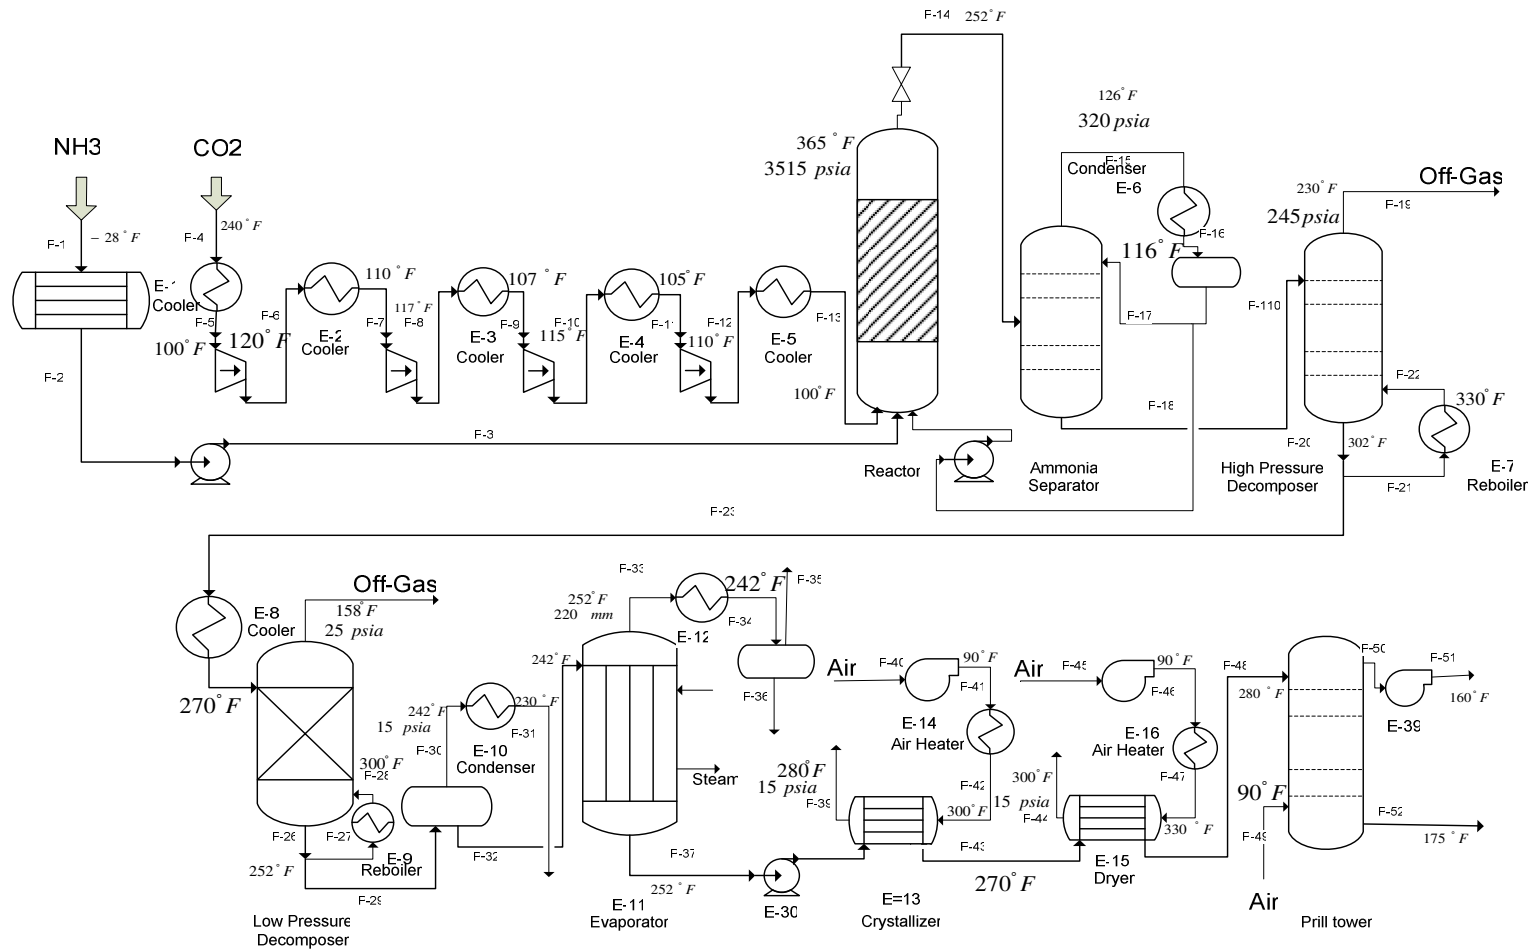 F-14 252°F
126°F
320 psia
NH3
CO2
365 °F
3515 psia
F-15
Condenser
E-6
Off-Gas
230°F
F-19
245psia
F-1
– 28 °F
F-4
240°F
F-16
116°F
E-1
Cooler
110 °F
107 °F
105°F
F-5
F-6
117°F
F-7
F-8
F-9
F-10
F-11
F-12
F-13
F-17
F-110
100°F
120°F
E-2
Cooler
E-3
Cooler
115°F
E-4
Cooler
110°F
E-5
Cooler
F-2
100°F
F-22
330°F
F-18
F-3
F-20
302°F
Reactor
Ammonia
Separator
High Pressure
Decomposer
E-7
Reboiler
F-21
F-23
Off-Gas
158°F
25 psia
E-8
Cooler
F-33
252°F
220 mm
242°F
F-35
F-34
E-12
242°F
270°F
242°F
15 psia
230°F
F-31
F-30
E-10
Condenser
F-36
Air
F-40
90°F
F-41
Air
F-45
90°F
F-46
F-48
280 °F
F-50
F-51
160°F
E-39
E-14
Air Heater
E-16
Air Heater
300°F
F-28
Steam
280°F
15 psia
F-39
F-42
300°F
300°F
15 psia
F-44
F-47
330 °F
90°F
F-26
F-27
E-9
Reboiler
252°F
F-32
F-37
F-43
F-49
F-52
175 °F
F-29
252 °F
E-11
Evaporator
E-30
E=13
Crystallizer
270°F
E-15
Dryer
Air
Low Pressure
Decomposer
Prill tower